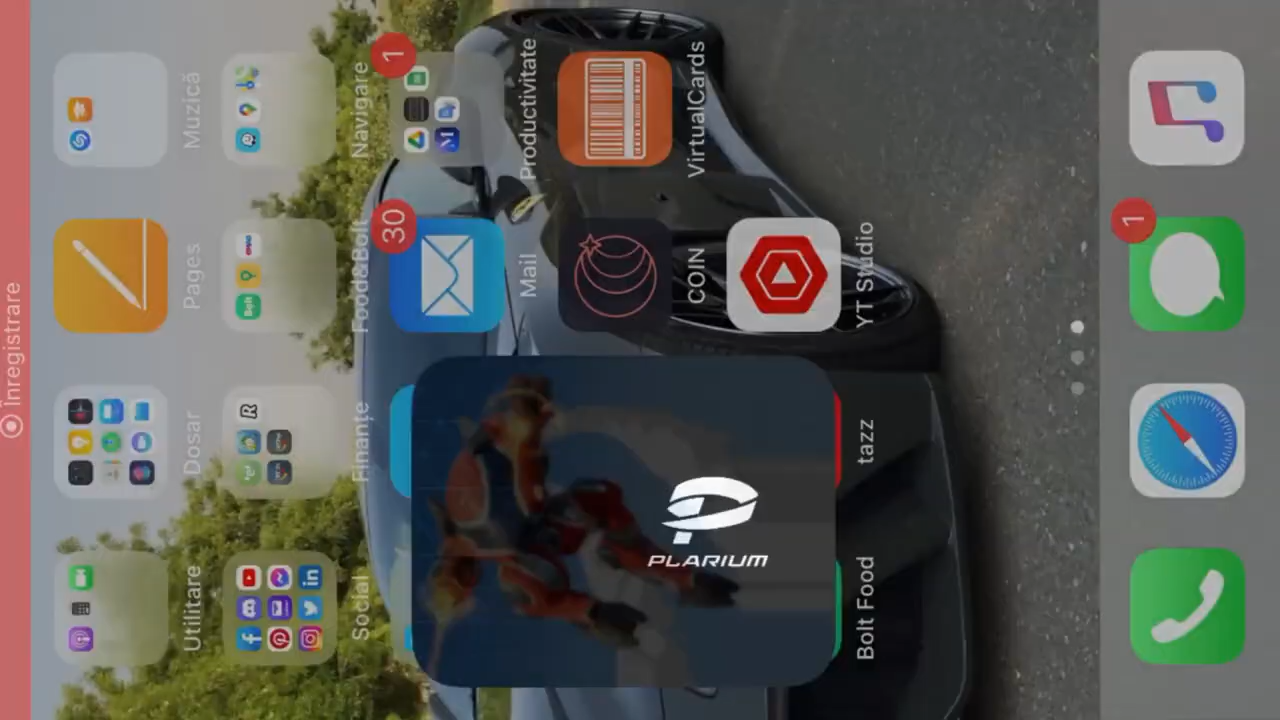 Înregistrare
Utilitare
Dosar
Pages
Muzică
Social
Finanțe
Food&Bolt
Navigare
30
1
Mail
Productivitate
COIN
VirtualCards
PLARIUM
Bolt Food
tazz
YT Studio
1